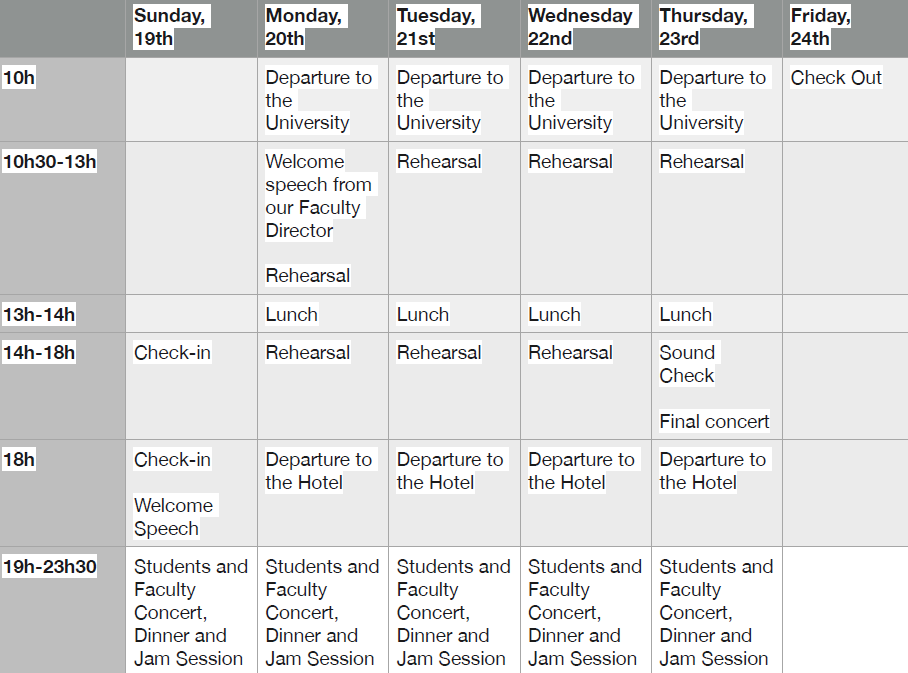 Sunday, 19th
Monday, 20th
Tuesday, 21st
Wednesday 22nd
Thursday, 23rd
Friday, 24th
10h
Departure to the University
Departure to the University
Departure to the University
Departure to the University
Check Out
10h30-13h
Welcome speech from our Faculty Director
Rehearsal
Rehearsal
Rehearsal
Rehearsal
13h-14h
Lunch
Lunch
Lunch
Lunch
14h-18h
Check-in
Rehearsal
Rehearsal
Rehearsal
Sound Check
Final concert
18h
Check-in
Welcome Speech
Departure to the Hotel
Departure to the Hotel
Departure to the Hotel
Departure to the Hotel
19h-23h30
Students and Faculty Concert, Dinner and Jam Session
Students and Faculty Concert, Dinner and Jam Session
Students and Faculty Concert, Dinner and Jam Session
Students and Faculty Concert, Dinner and Jam Session
Students and Faculty Concert, Dinner and Jam Session